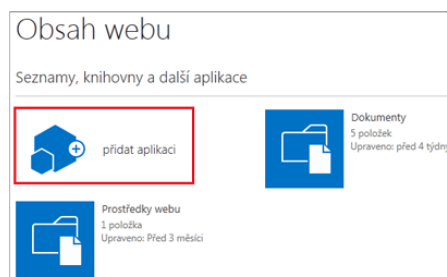 Obsah webu
Seznamy, knihovny a další aplikace
přidat aplikaci
Dokumenty
5 položek
Upraveno: před 4 týdny
Prostředky webu
1 položka
Upraveno: Před 3 měsíci